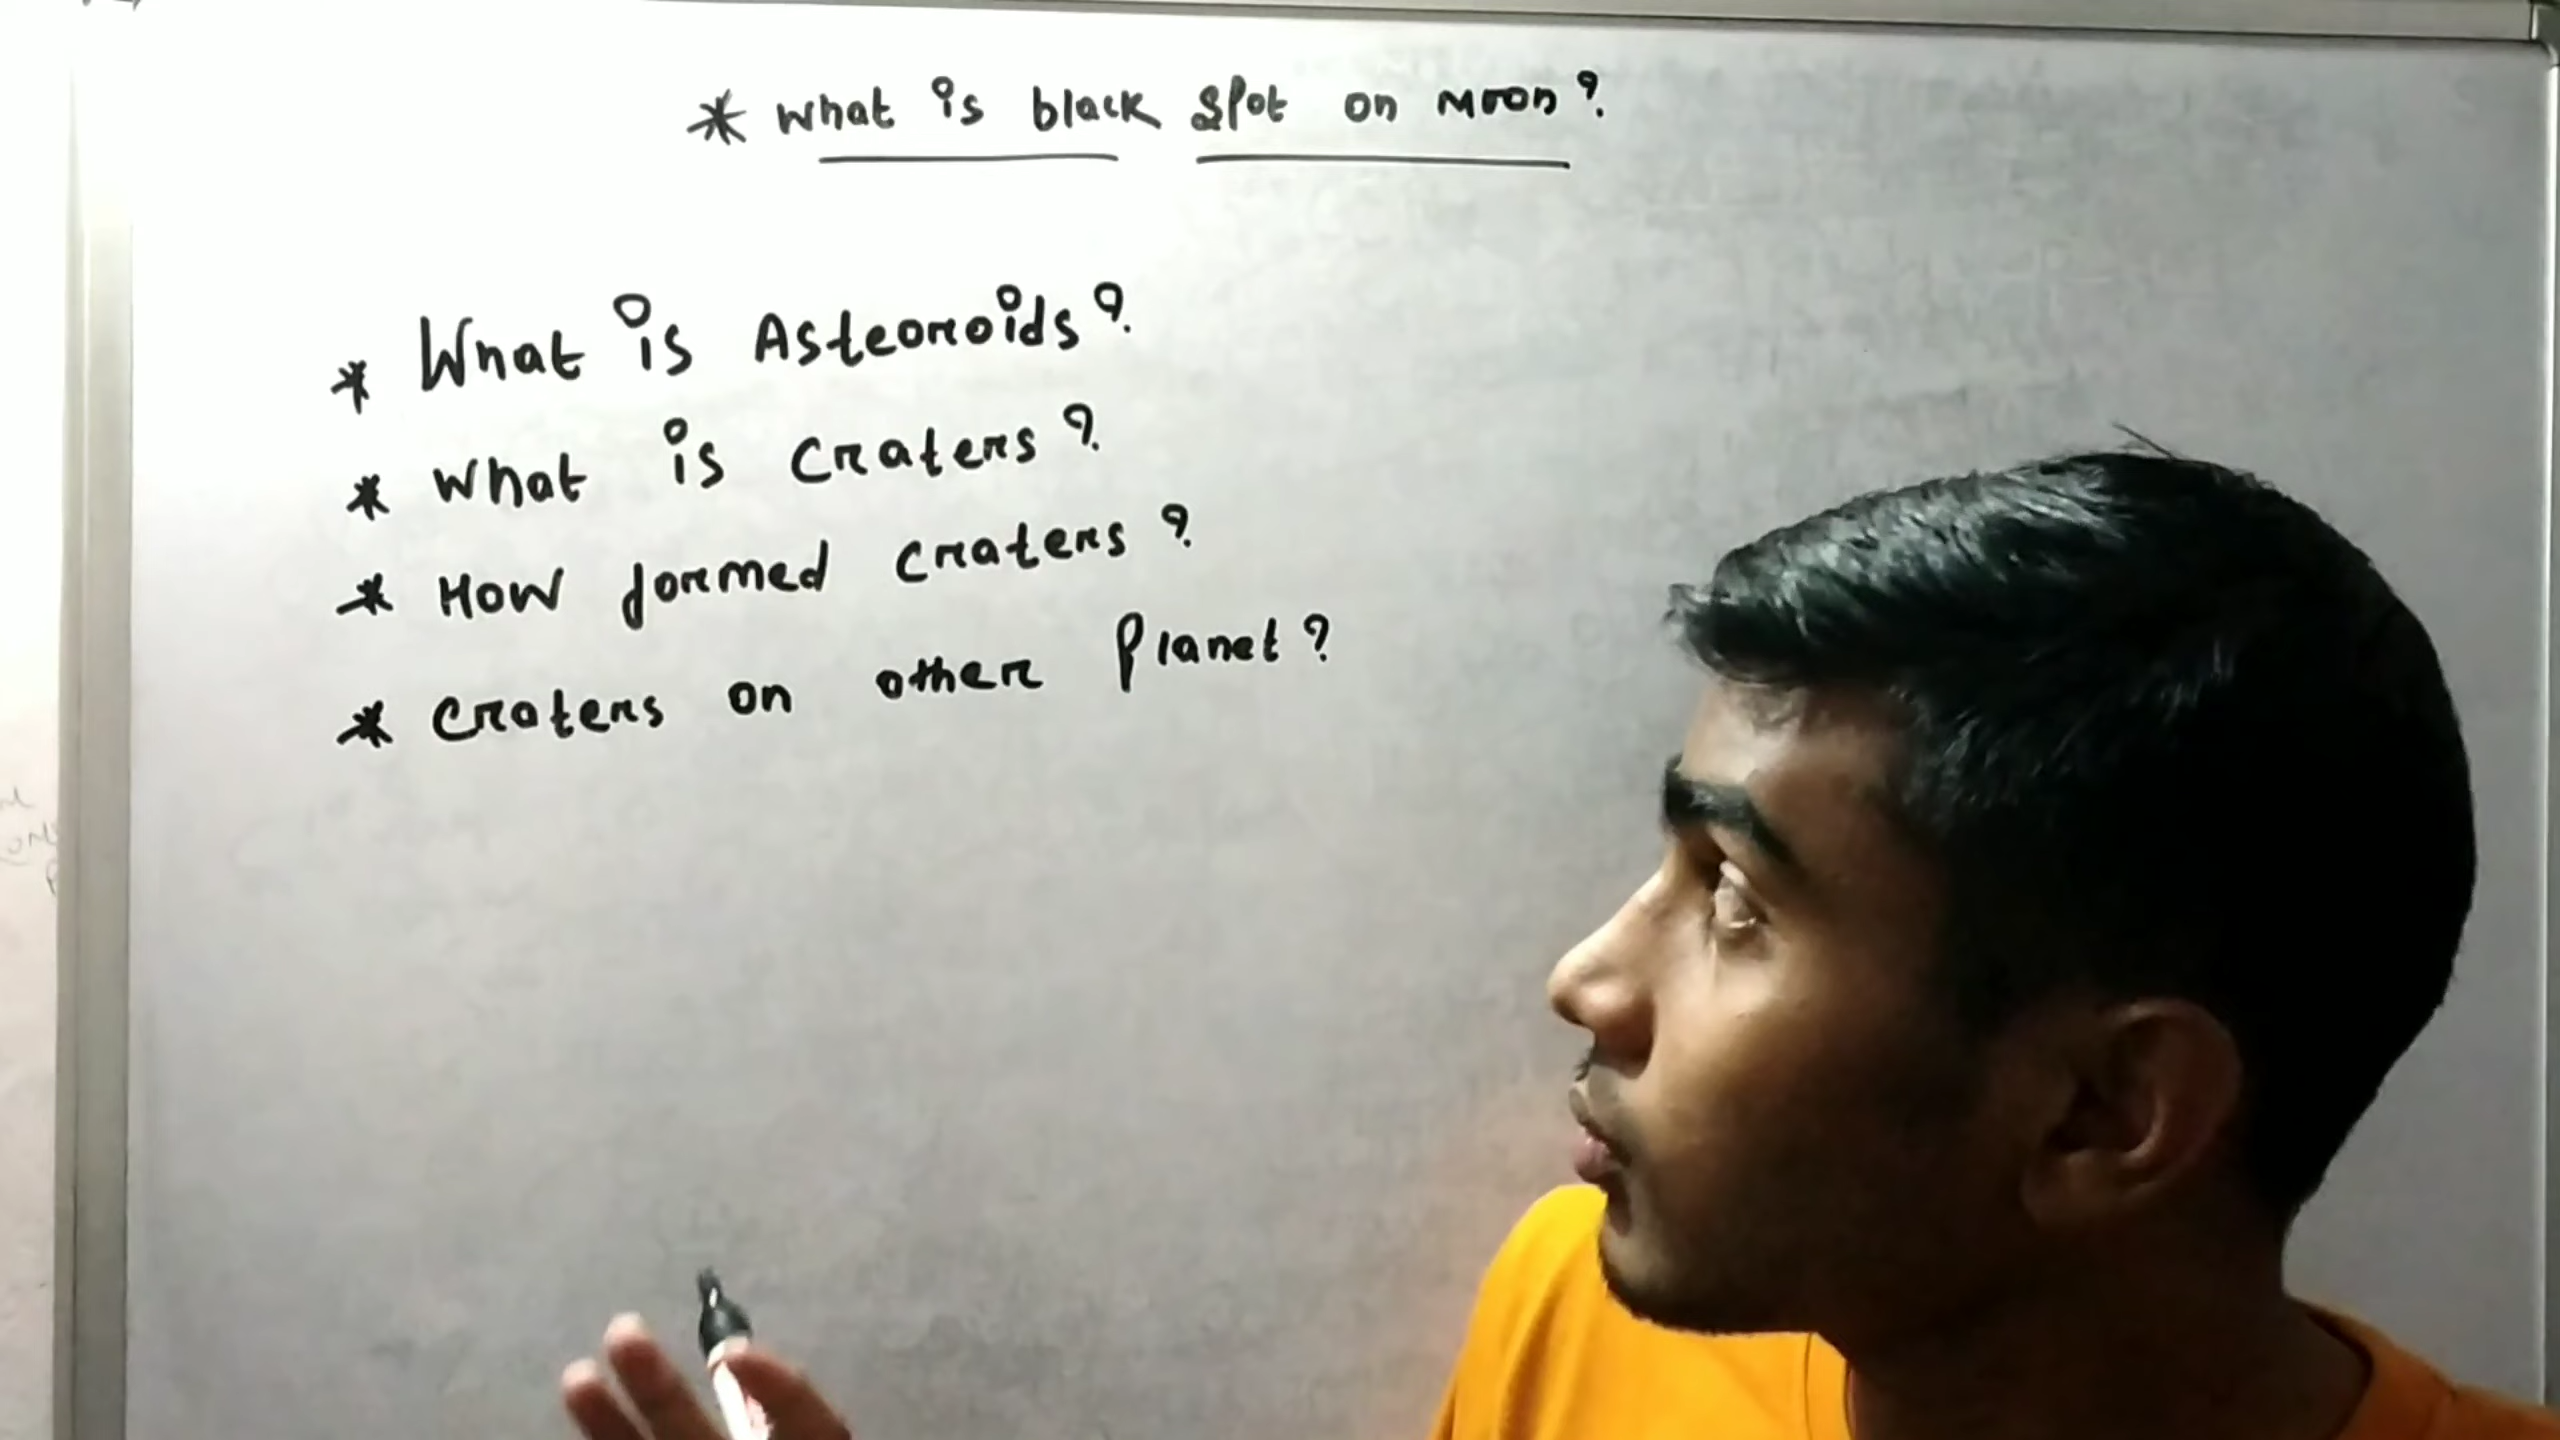 * What is black spot on Moon?
* What is Asteoroids?
* What is craters?
* How formed craters?
* craters on other Planet?